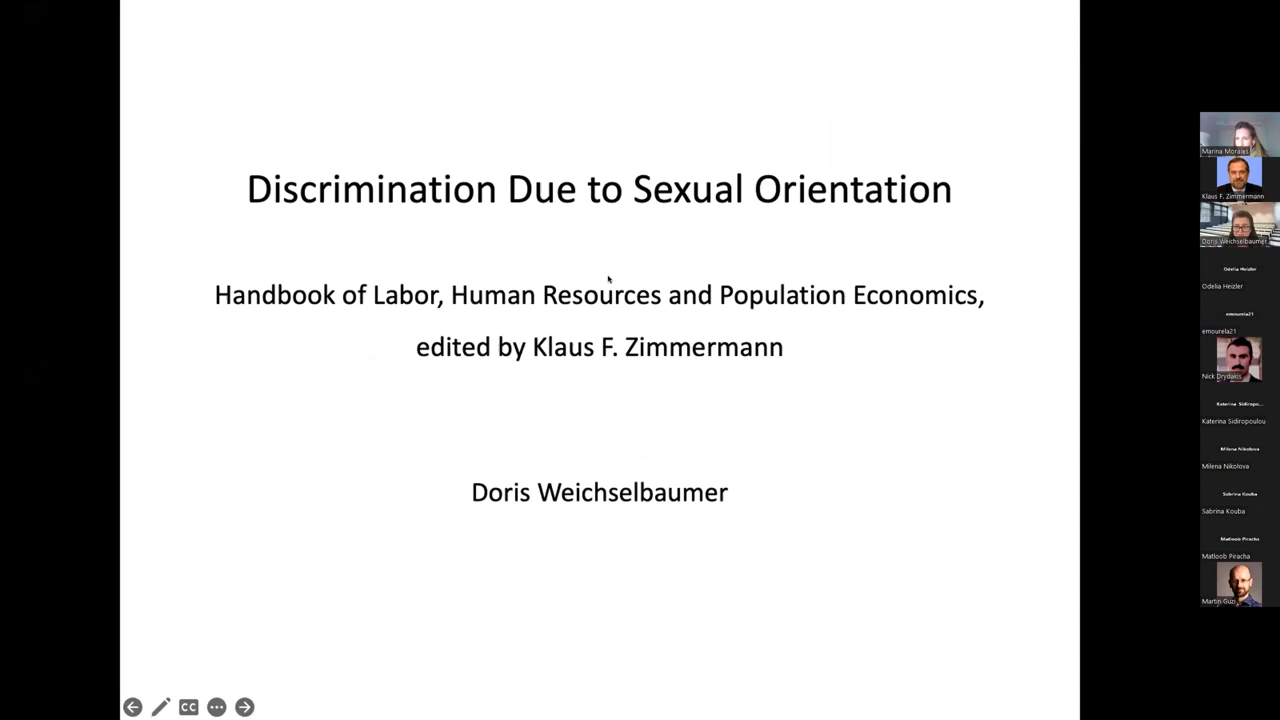 Discrimination Due to Sexual Orientation
Handbook of Labor, Human Resources and Population Economics,
edited by Klaus F. Zimmermann
Doris Weichselbaumer
CC
Marina Morales
Klaus F. Zimmermann
Doris Weichselbaumer
Odelia Heizler
Odelia Heizler
emourela21
emourela21
Nick Drydakis
Katerina Sidiropo...
Katerina Sidiropoulou
Milena Nikolova
Milena Nikolova
Sabrina Kouba
Sabrina Kouba
Matloob Piracha
Matloob Piracha
Martin Guzi